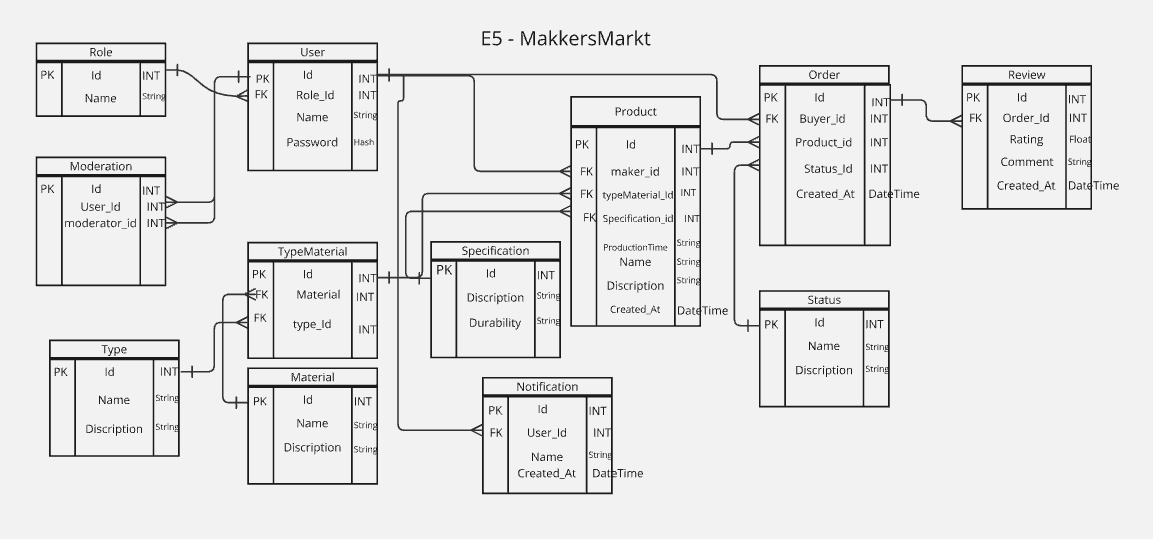 E5 - MakkersMarkt
Role
PK Id INT
Name String
User
PK Id INT
FK Role_Id INT
Name String
Password Hash
Moderation
PK Id INT
User_Id INT
moderator_id INT
TypeMaterial
PK Id INT
FK Material INT
FK type_Id INT
Type
PK Id INT
Name String
Discription String
Material
PK Id INT
Name String
Discription String
Specification
PK Id INT
Discription String
Durability String
Notification
PK Id INT
FK User_Id INT
Name String
Created_At DateTime
Product
PK Id INT
FK maker_id INT
FK typeMaterial_Id INT
FK Specification_id INT
ProductionTime String
Name String
Discription String
Created_At DateTime
Order
PK Id INT
FK Buyer_id INT
Product_id INT
Status_Id INT
Created_At DateTime
Status
PK Id INT
Name String
Discription String
Review
PK Id INT
FK Order_Id INT
Rating Float
Comment String
Created_At DateTime